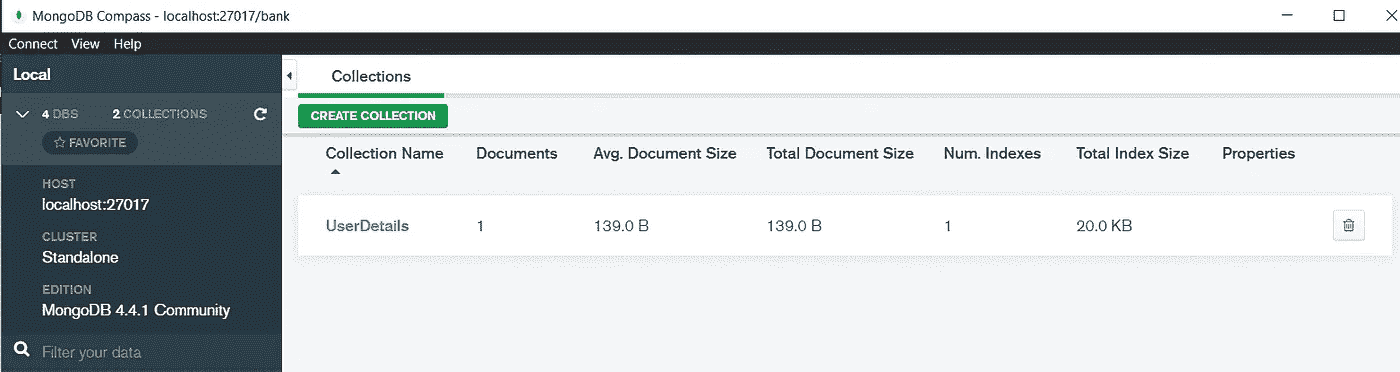 MongoDB Compass - localhost:27017/bank
Connect View Help
Local
Collections
4 DBS 2 COLLECTIONS
FAVORITE
CREATE COLLECTION
Collection Name Documents Avg. Document Size Total Document Size Num. Indexes Total Index Size Properties
HOST
localhost:27017
UserDetails 1 139.0 B 139.0 B 1 20.0 KB
CLUSTER
Standalone
EDITION
MongoDB 4.4.1 Community
Filter your data